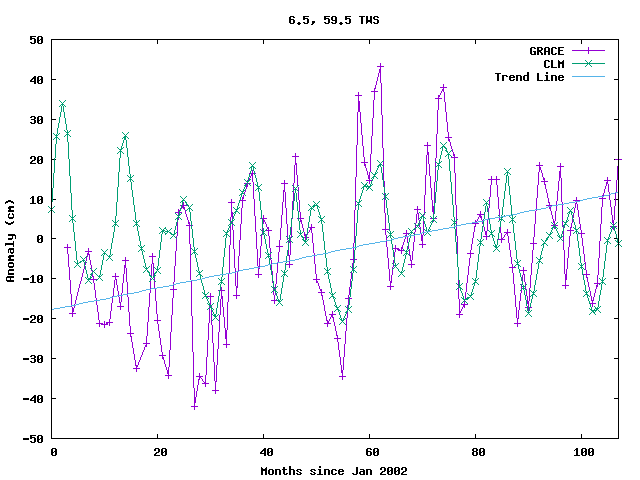 6.5, 59.5 TWS
GRACE
CLM
Trend Line
50
40
30
20
10
0
-10
-20
-30
-40
-50
Anomaly (cm)
0 20 40 60 80 100
Months since Jan 2002